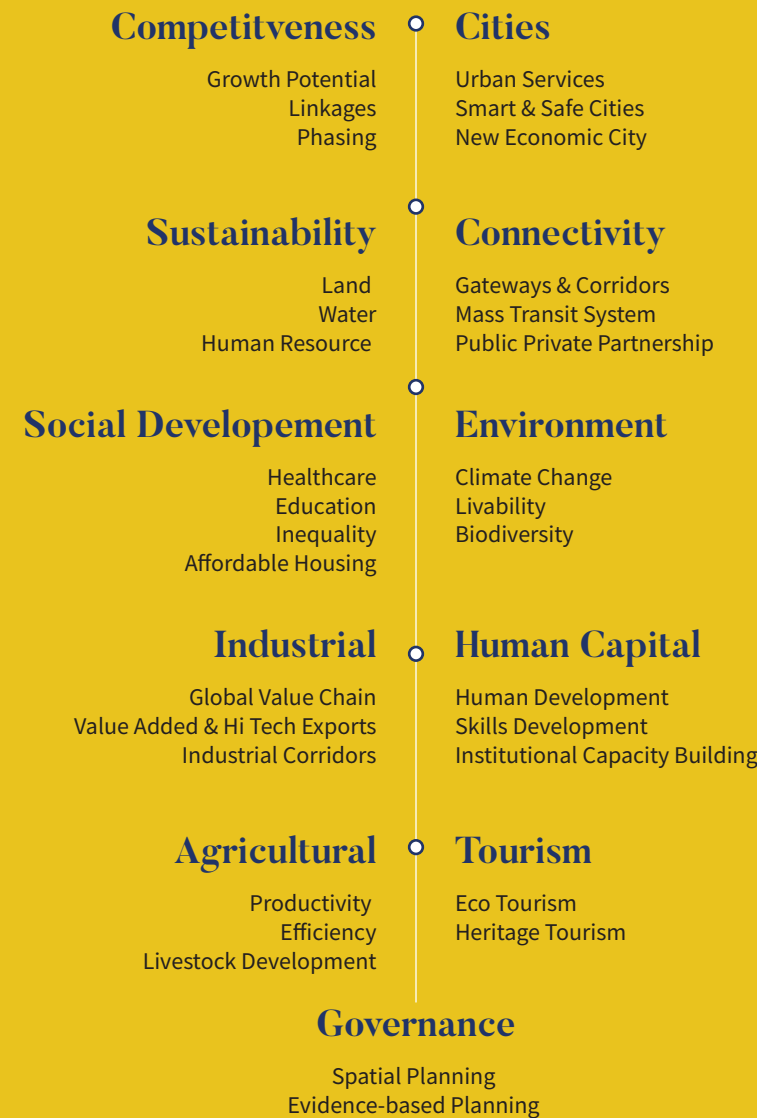 Competitveness
Growth Potential
Linkages
Phasing
Cities
Urban Services
Smart & Safe Cities
New Economic City
Sustainability
Land
Water
Human Resource
Connectivity
Gateways & Corridors
Mass Transit System
Public Private Partnership
Social Developement
Healthcare
Education
Inequality
Affordable Housing
Environment
Climate Change
Livability
Biodiversity
Industrial
Global Value Chain
Value Added & Hi Tech Exports
Industrial Corridors
Human Capital
Human Development
Skills Development
Institutional Capacity Building
Agricultural
Productivity
Efficiency
Livestock Development
Tourism
Eco Tourism
Heritage Tourism
Governance
Spatial Planning
Evidence-based Planning